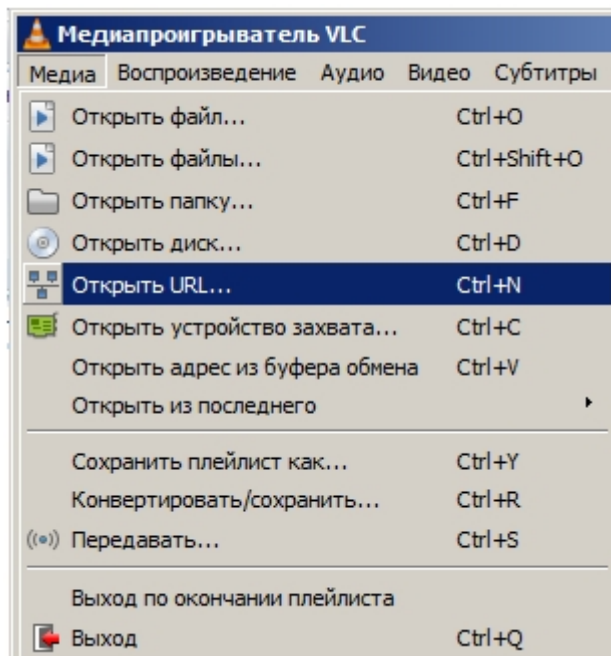 Медиапроигрыватель VLC
Медиа Воспроизведение Аудио Видео Субтитры
Открыть файл... Ctrl+O
Открыть файлы... Ctrl+Shift+O
Открыть папку... Ctrl+F
Открыть диск... Ctrl+D
Открыть URL... Ctrl+N
Открыть устройство захвата... Ctrl+C
Открыть адрес из буфера обмена Ctrl+V
Открыть из последнего
Сохранить плейлист как... Ctrl+Y
Конвертировать/сохранить... Ctrl+R
Передавать... Ctrl+S
Выход по окончании плейлиста
Выход Ctrl+Q